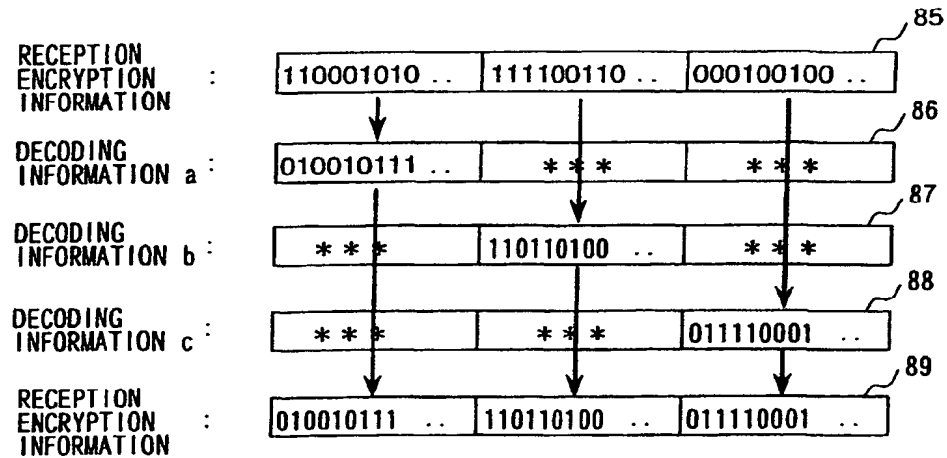 85
RECEPTION
ENCRYPTION : 110001010 .. 111100110 .. 000100100 ..
INFORMATION
86
DECODING
INFORMATION a : 010010111 .. *** ***
87
DECODING
INFORMATION b : *** 110110100 .. ***
88
DECODING
INFORMATION c : *** *** 011110001 ..
89
RECEPTION
ENCRYPTION : 010010111 .. 110110100 .. 011110001 ..
INFORMATION